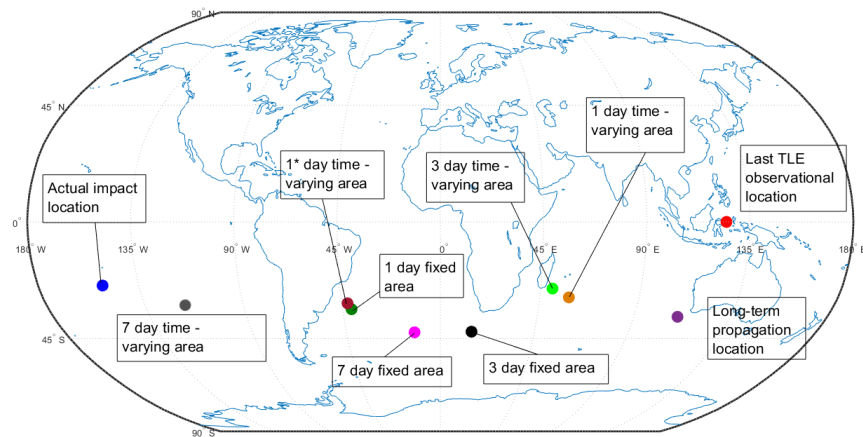 90° N
45° N
1 day time -
varying area
1* day time -
varying area
3 day time -
varying area
Last TLE
observational
location
Actual impact
location
0°
180° W
135° W
90° W
45° W
0
45° E
90° E
135° E
180° E
1 day fixed
area
7 day time -
varying area
Long-term
propagation
location
45° S
7 day fixed area
3 day fixed area
90° S